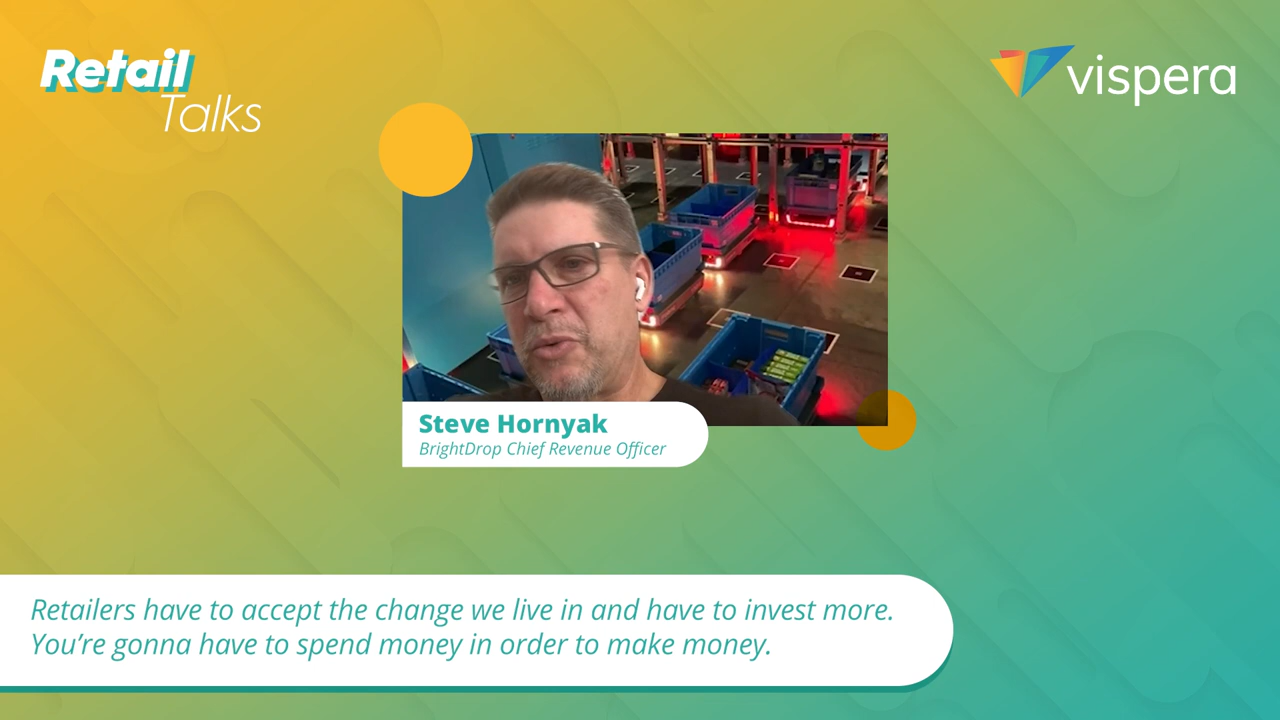 Retail
Talks
vispera
Steve Hornyak
BrightDrop Chief Revenue Officer
Retailers have to accept the change we live in and have to invest more.
You're gonna have to spend money in order to make money.